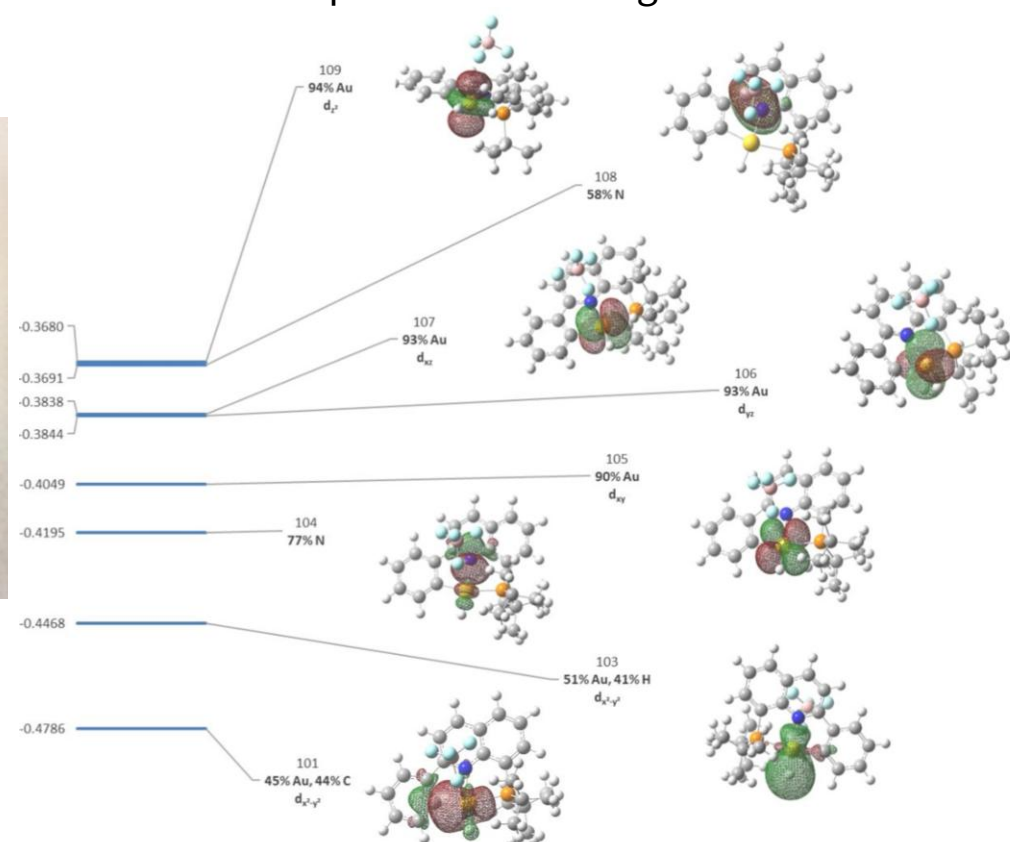 109
94% Au
dz²
108
58% N
-0.3680
-0.3691
107
93% Au
dxz
106
93% Au
dyz
-0.3838
-0.3844
105
90% Au
dxy
-0.4049
-0.4195
104
77% N
-0.4468
103
51% Au, 41% H
dx²-y²
-0.4786
101
45% Au, 44% C
dx²-y²